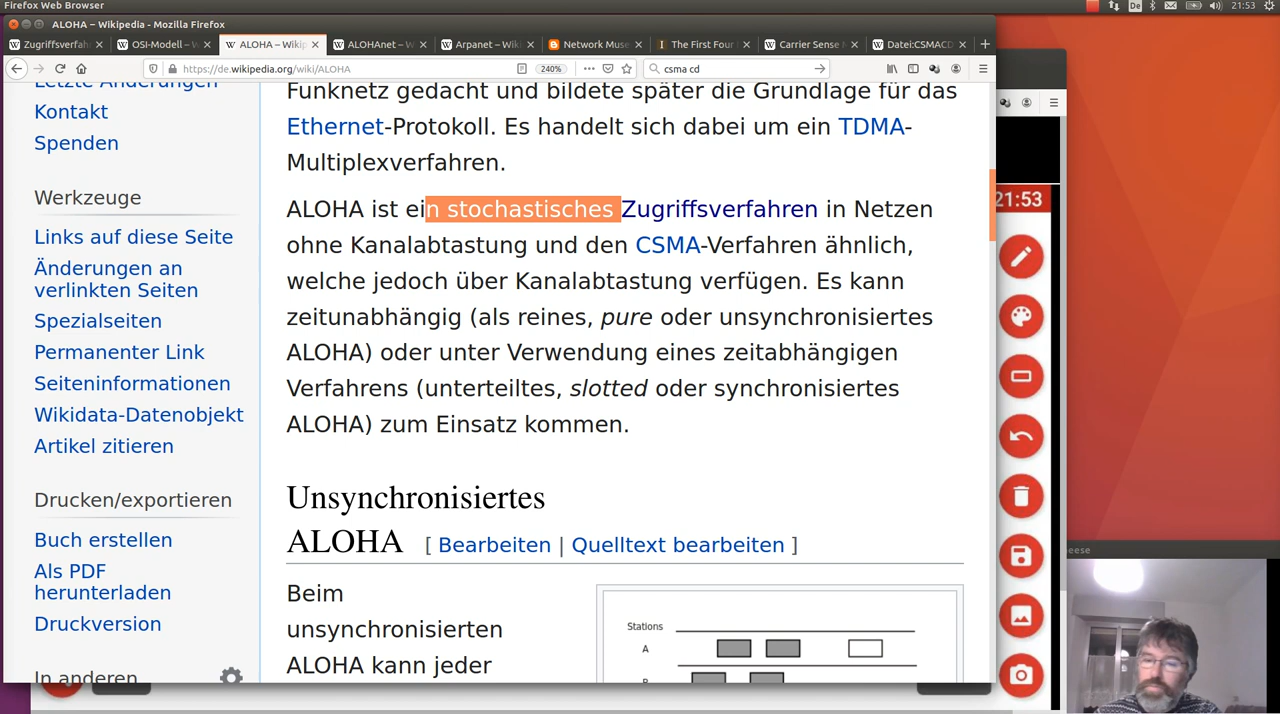 Firefox Web Browser
De
21:53
ALOHA – Wikipedia - Mozilla Firefox
Zugriffsverfah
OSI-Modell – W
ALOHA – Wikip
ALOHAnet – W
Arpanet – Wiki
Network Muse
The First Four
Carrier Sense M
Datei:CSMACD
https://de.wikipedia.org/wiki/ALOHA
240%
csma cd
Letzte Änderungen
Kontakt
Spenden
Werkzeuge
Links auf diese Seite
Änderungen an
verlinkten Seiten
Spezialseiten
Permanenter Link
Seiteninformationen
Wikidata-Datenobjekt
Artikel zitieren
Drucken/exportieren
Buch erstellen
Als PDF
herunterladen
Druckversion
In anderen
Funknetz gedacht und bildete später die Grundlage für das
Ethernet-Protokoll. Es handelt sich dabei um ein TDMA-
Multiplexverfahren.
ALOHA ist ein stochastisches Zugriffsverfahren in Netzen
ohne Kanalabtastung und den CSMA-Verfahren ähnlich,
welche jedoch über Kanalabtastung verfügen. Es kann
zeitunabhängig (als reines, pure oder unsynchronisiertes
ALOHA) oder unter Verwendung eines zeitabhängigen
Verfahrens (unterteiltes, slotted oder synchronisiertes
ALOHA) zum Einsatz kommen.
Unsynchronisiertes
ALOHA [ Bearbeiten | Quelltext bearbeiten ]
Beim
unsynchronisierten
ALOHA kann jeder
Stations
A
B
21:53
eese